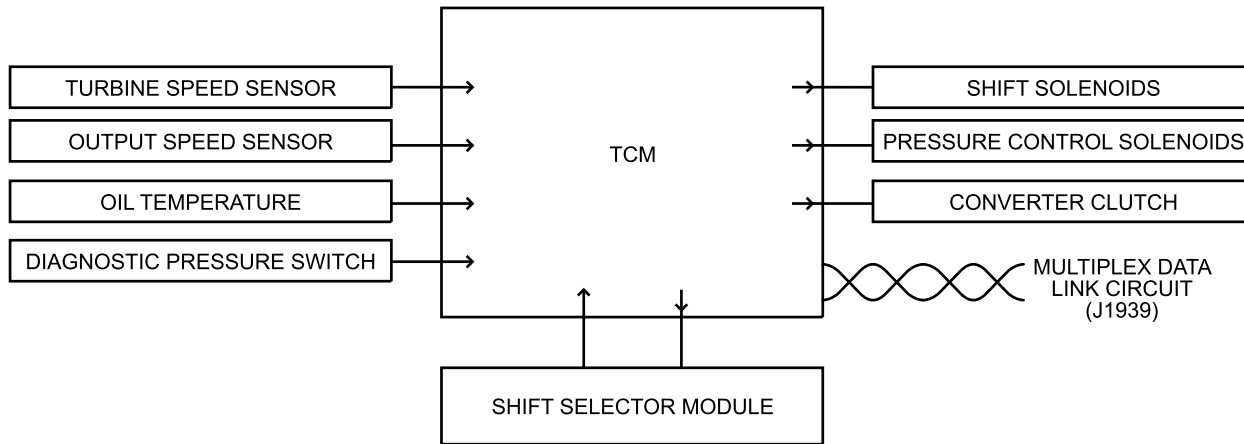 TURBINE SPEED SENSOR
OUTPUT SPEED SENSOR
OIL TEMPERATURE
DIAGNOSTIC PRESSURE SWITCH
TCM
SHIFT SOLENOIDS
PRESSURE CONTROL SOLENOIDS
CONVERTER CLUTCH
MULTIPLEX DATA
LINK CIRCUIT
(J1939)
SHIFT SELECTOR MODULE